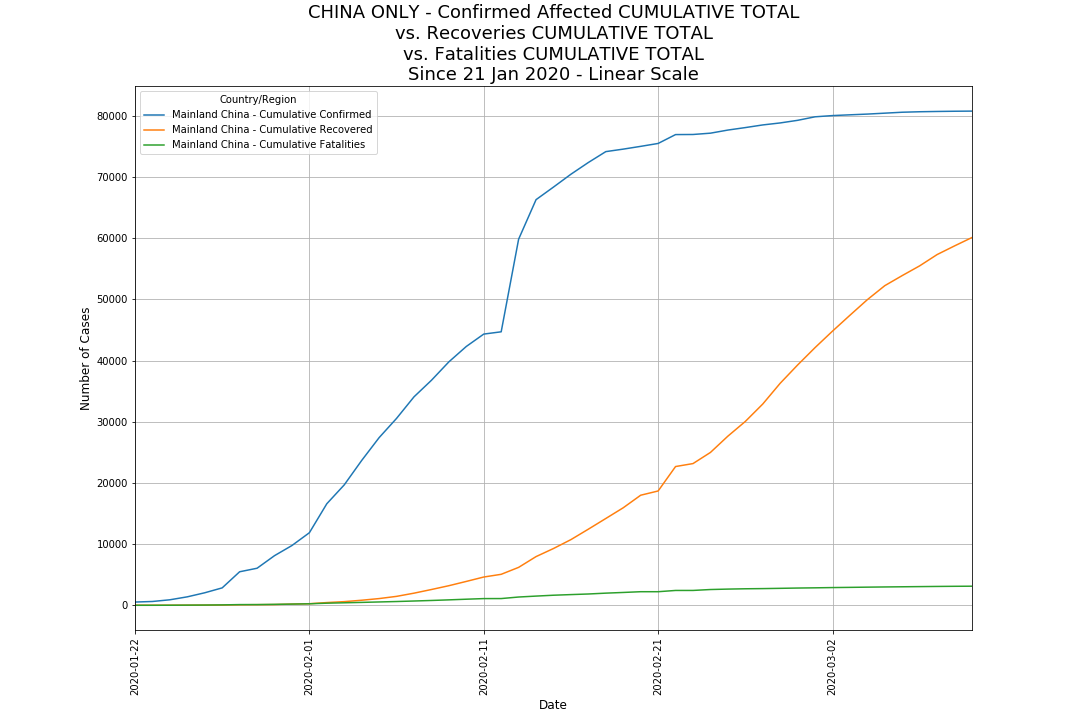 CHINA ONLY - Confirmed Affected CUMULATIVE TOTAL
vs. Recoveries CUMULATIVE TOTAL
vs. Fatalities CUMULATIVE TOTAL
Since 21 Jan 2020 - Linear Scale
Country/Region
Mainland China - Cumulative Confirmed
Mainland China - Cumulative Recovered
Mainland China - Cumulative Fatalities
Number of Cases
80000
70000
60000
50000
40000
30000
20000
10000
0
2020-01-22
2020-02-01
2020-02-11
2020-02-21
2020-03-02
Date